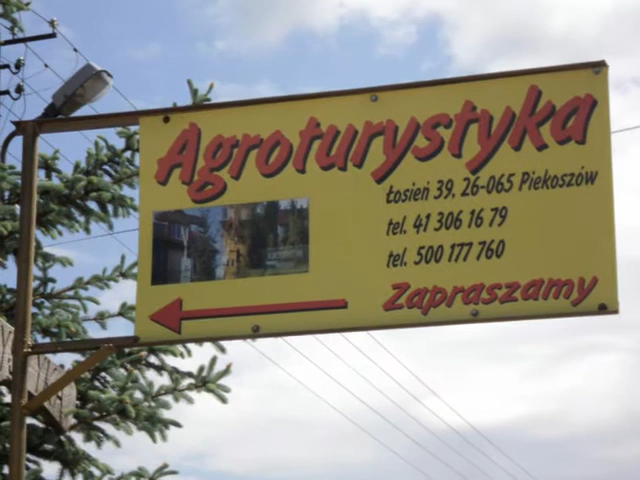 Agroturystyka
Łosień 39, 26-065 Piekoszów
tel. 41 306 16 79
tel. 500 177 760
Zapraszamy